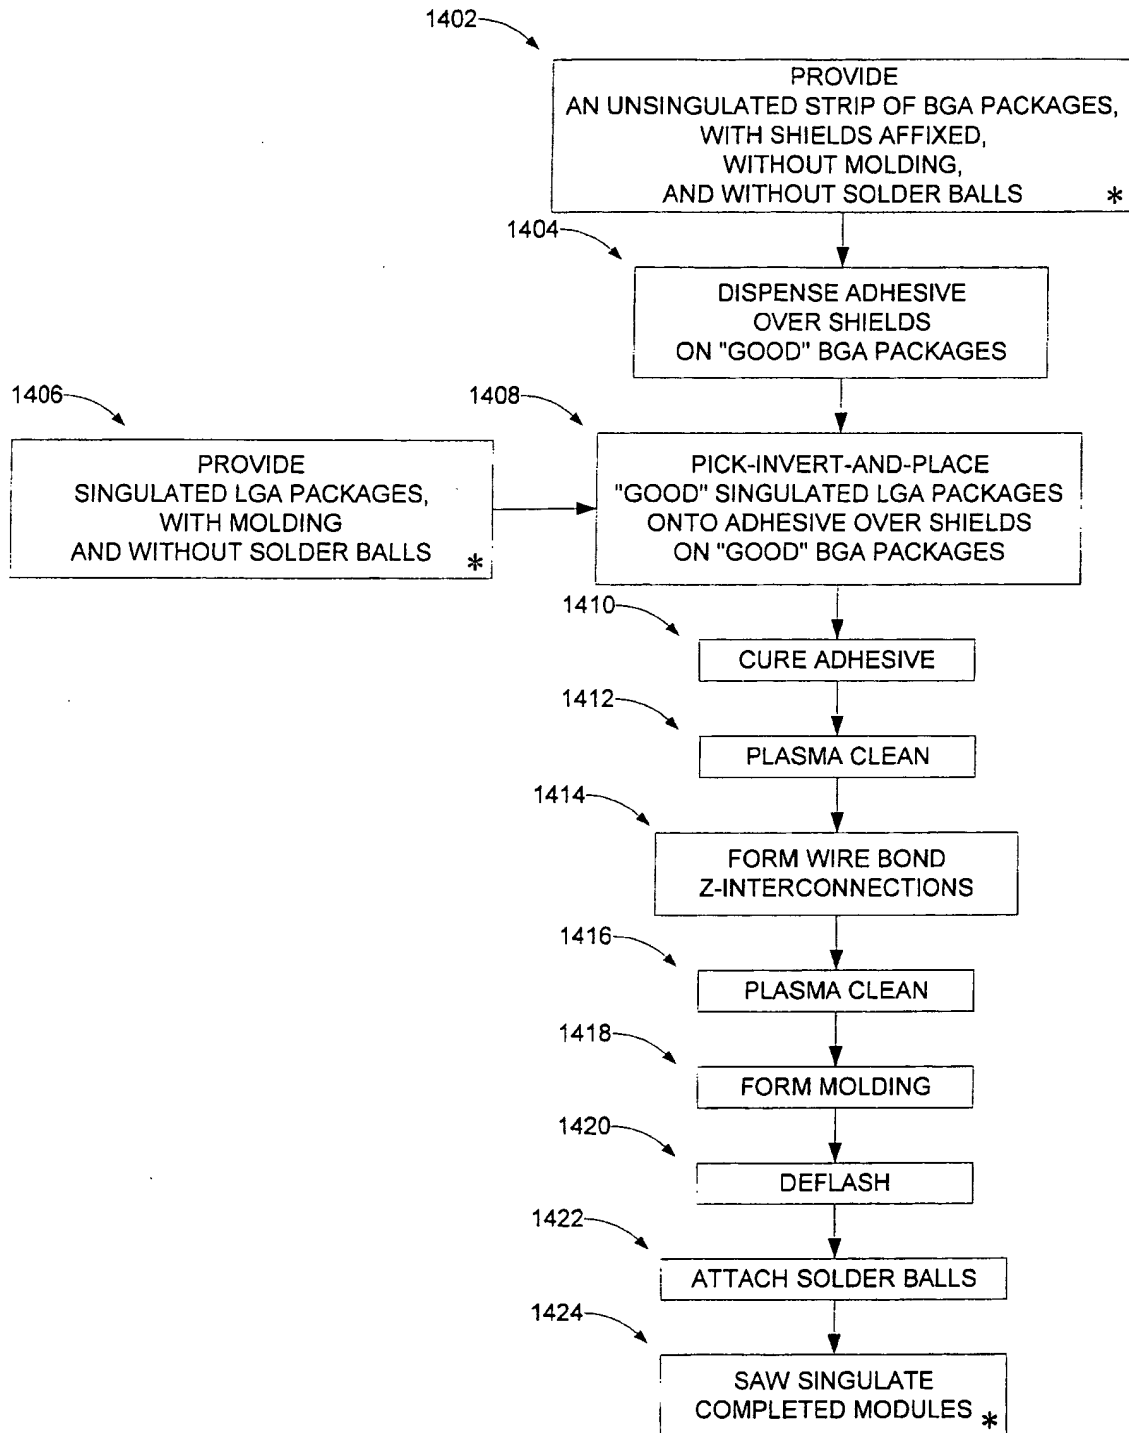 1402
PROVIDE
AN UNSINGULATED STRIP OF BGA PACKAGES,
WITH SHIELDS AFFIXED,
WITHOUT MOLDING,
AND WITHOUT SOLDER BALLS *
1404
DISPENSE ADHESIVE
OVER SHIELDS
ON "GOOD" BGA PACKAGES
1406
PROVIDE
SINGULATED LGA PACKAGES,
WITH MOLDING
AND WITHOUT SOLDER BALLS *
1408
PICK-INVERT-AND-PLACE
"GOOD" SINGULATED LGA PACKAGES
ONTO ADHESIVE OVER SHIELDS
ON "GOOD" BGA PACKAGES
1410
CURE ADHESIVE
1412
PLASMA CLEAN
1414
FORM WIRE BOND
Z-INTERCONNECTIONS
1416
PLASMA CLEAN
1418
FORM MOLDING
1420
DEFLASH
1422
ATTACH SOLDER BALLS
1424
SAW SINGULATE
COMPLETED MODULES *